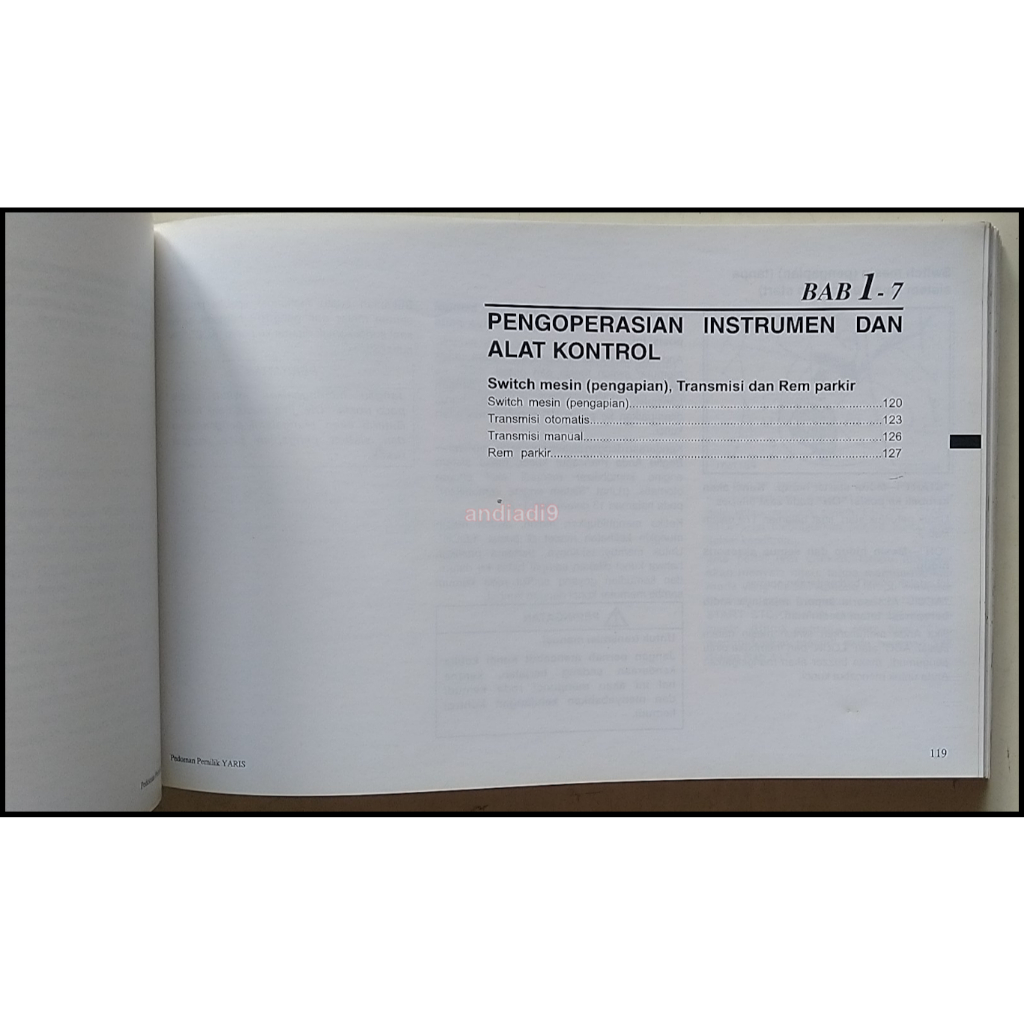 BAB 1 - 7
PENGOPERASIAN INSTRUMEN DAN
ALAT KONTROL
Switch mesin (pengapian), Transmisi dan Rem parkir
Switch mesin (pengapian)....................120
Transmisi otomatis....................123
Transmisi manual....................126
Rem parkir....................127
andiadi9
Pedoman Pemilik YARIS
119